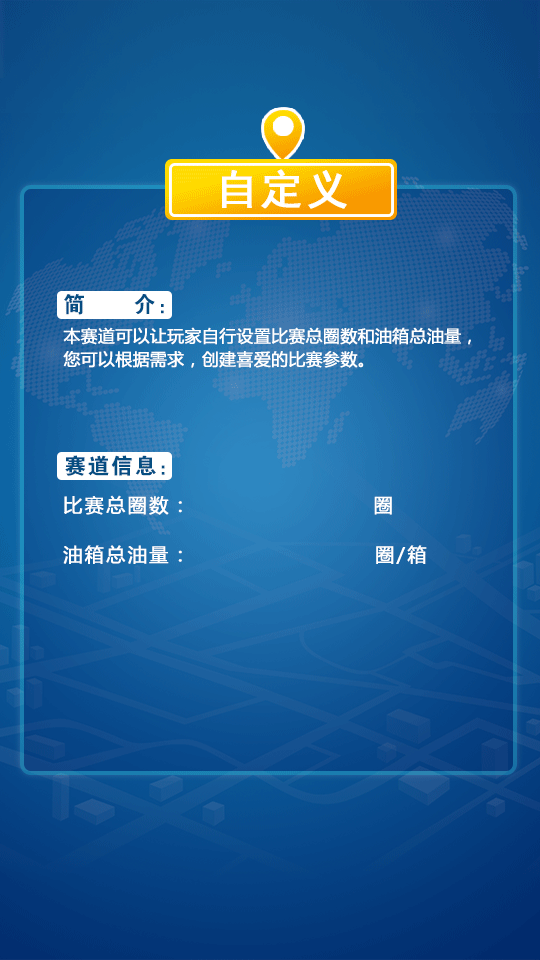 自定义
简 介：
本赛道可以让玩家自行设置比赛总圈数和油箱总油量，
您可以根据需求，创建喜爱的比赛参数。
赛道信息：
比赛总圈数： 圈
油箱总油量： 圈/箱